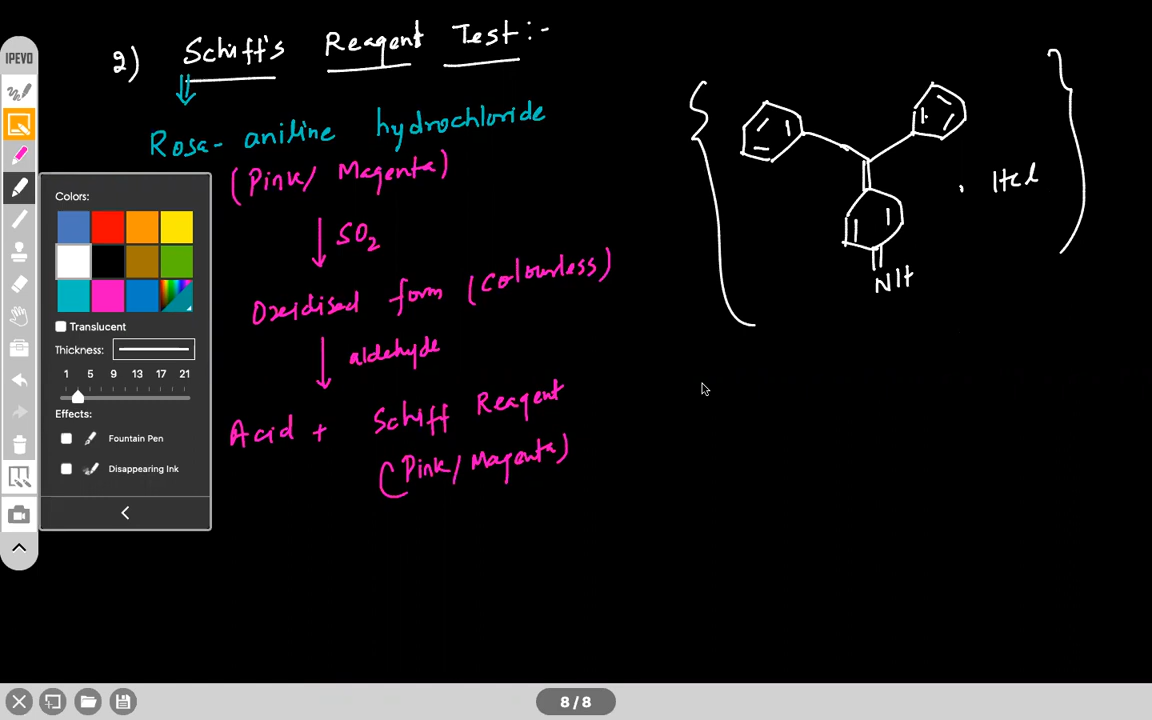 IPEVO
2) Schiff's Reagent Test :-
Rosa-aniline hydrochloride
(Pink/ Magenta)
SO2
Oxidised form (Colourless)
aldehyde
Acid + Schiff Reagent
(Pink/Magenta)
. Hcl
NH
Colors:
Translucent
Thickness:
1 5 9 13 17 21
Effects:
Fountain Pen
Disappearing Ink
8/8